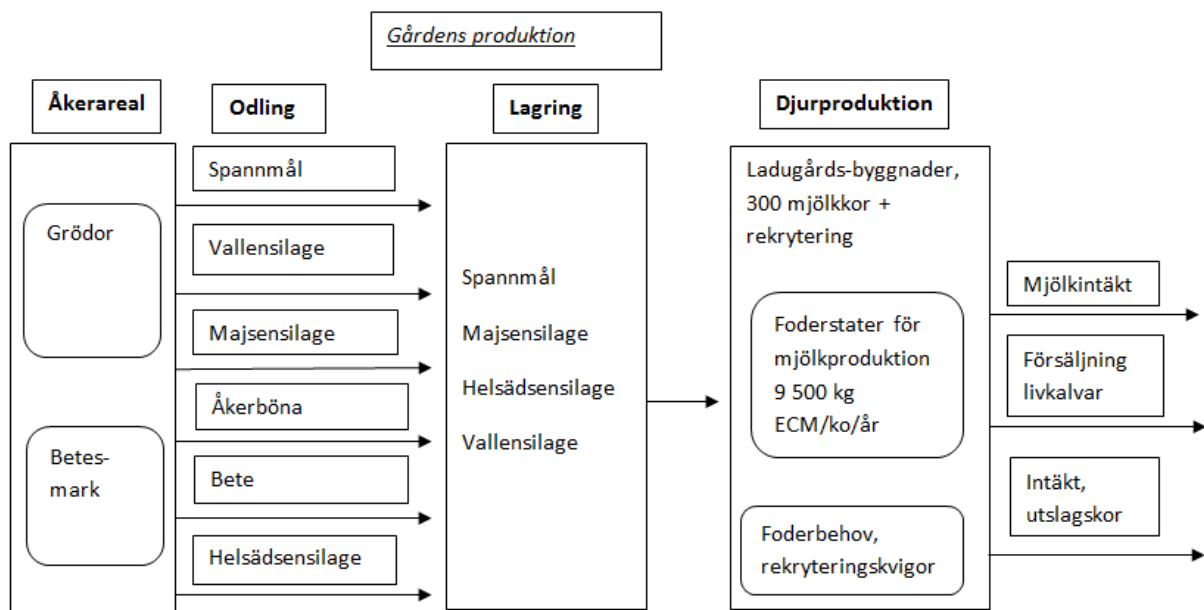 Gårdens produktion
Åkerareal
Odling
Lagring
Djurproduktion
Grödor
Betes-
mark
Spannmål
Vallensilage
Majsensilage
Åkerböna
Bete
Helsädsensilage
Spannmål
Majsensilage
Helsädsensilage
Vallensilage
Ladugårds-byggnader,
300 mjölkkor +
rekrytering
Foderstater för
mjölkproduktion
9 500 kg
ECM/ko/år
Foderbehov,
rekryteringskvigor
Mjölkintäkt
Försäljning
livkalvar
Intäkt,
utslagskor